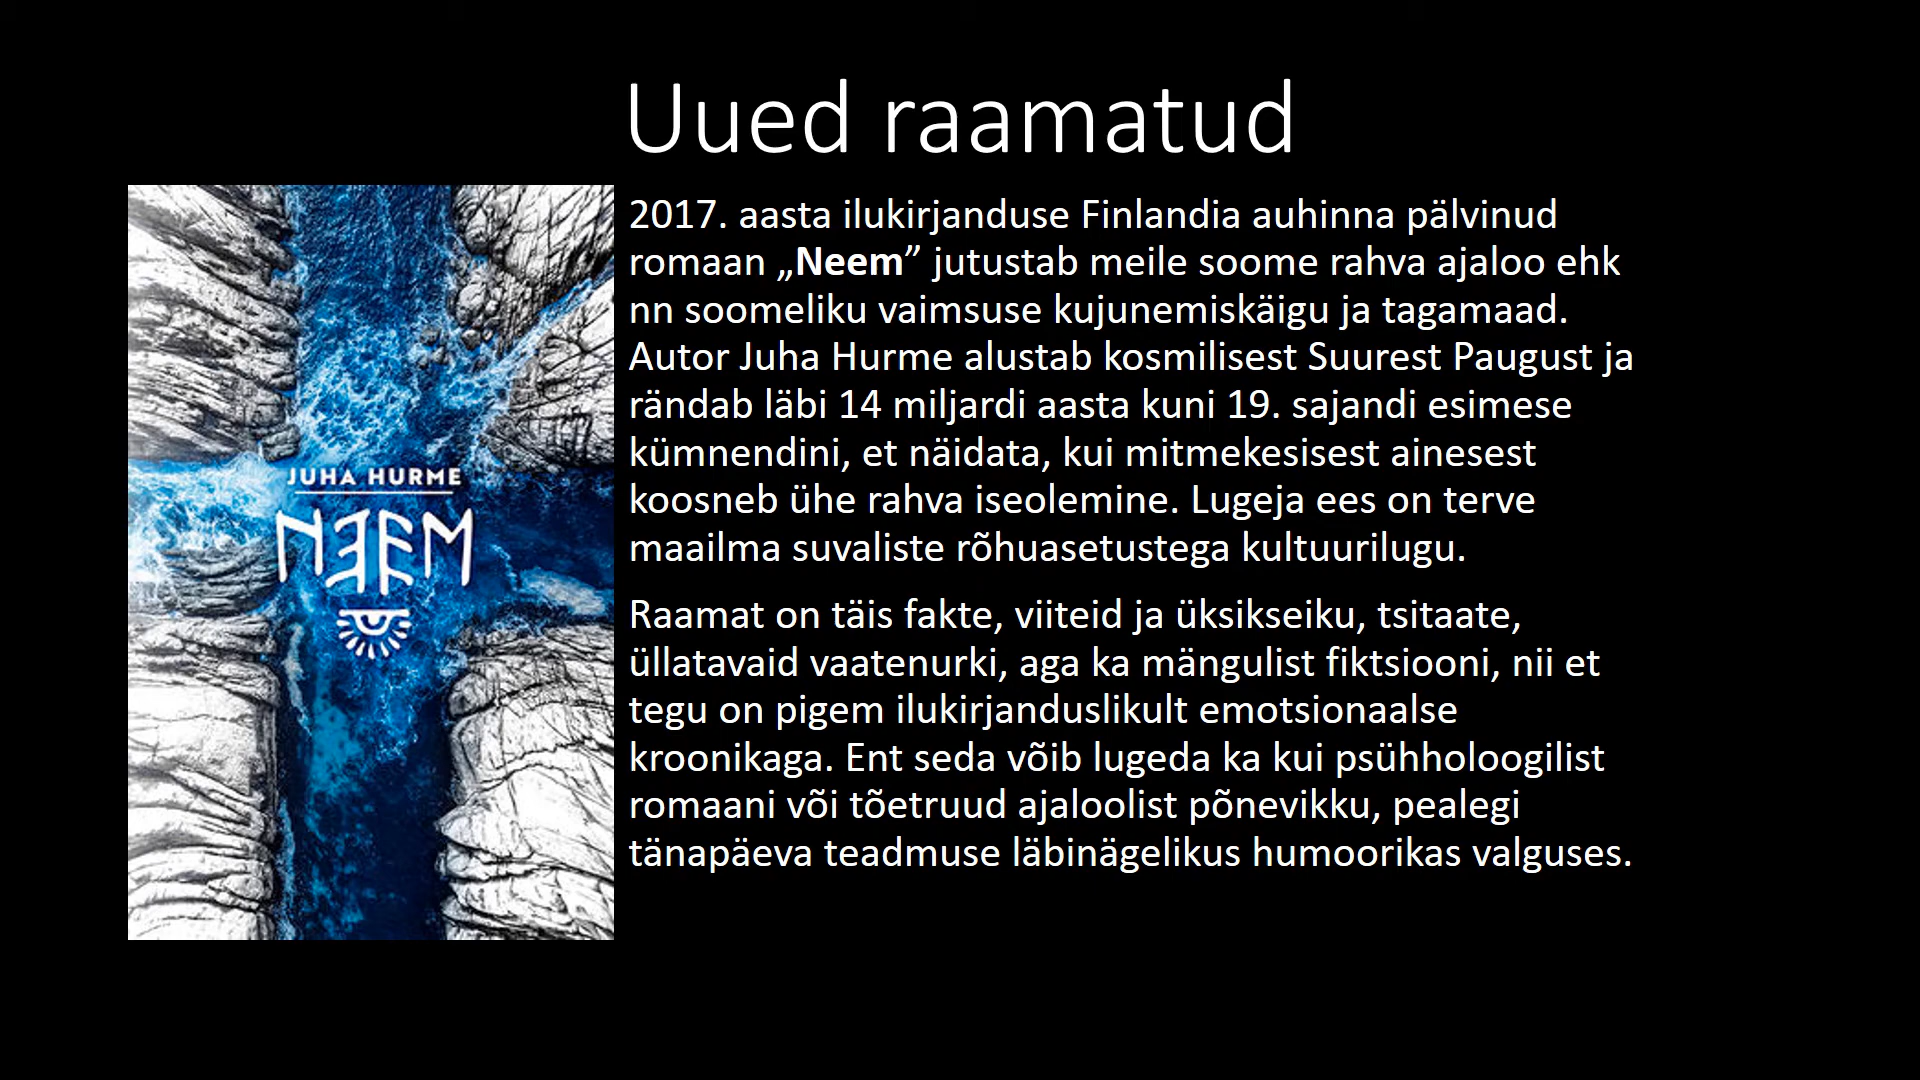 Uued raamatud
JUHA HURME
NEEM
2017. aasta ilukirjanduse Finlandia auhinna pälvinud
romaan „Neem” jutustab meile soome rahva ajaloo ehk
nn soomeliku vaimsuse kujunemiskäigu ja tagamaad.
Autor Juha Hurme alustab kosmilisest Suurest Paugust ja
rändab läbi 14 miljardi aasta kuni 19. sajandi esimese
kümnendini, et näidata, kui mitmekesisest ainesest
koosneb ühe rahva iseolemine. Lugeja ees on terve
maailma suvaliste rõhuasetustega kultuurilugu.
Raamat on täis fakte, viiteid ja üksikseiku, tsitaate,
üllatavaid vaatenurki, aga ka mängulist fiktsiooni, nii et
tegu on pigem ilukirjanduslikult emotsionaalse
kroonikaga. Ent seda võib lugeda ka kui psühholoogilist
romaani või tõetruud ajaloolist põnevikku, pealegi
tänapäeva teadmuse läbinägelikus humoorikas valguses.